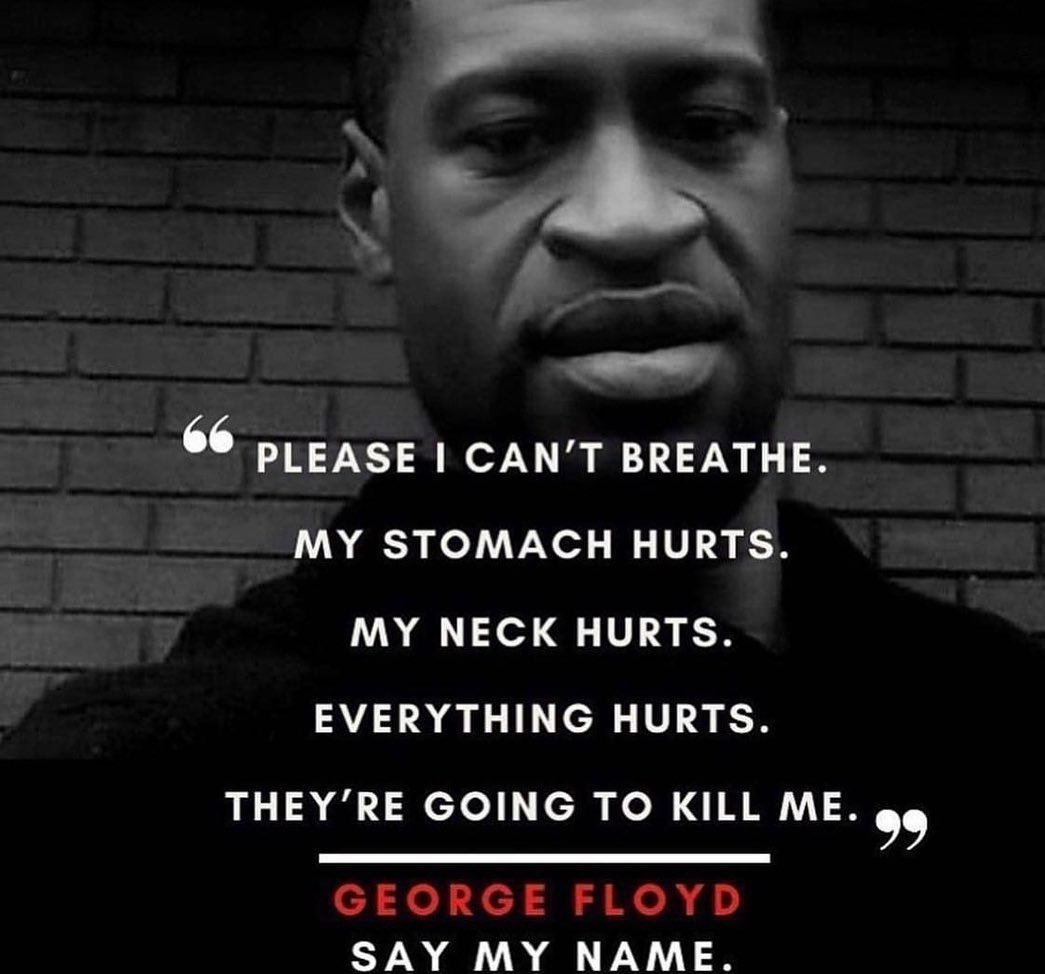 “ PLEASE I CAN’T BREATHE.
MY STOMACH HURTS.
MY NECK HURTS.
EVERYTHING HURTS.
THEY’RE GOING TO KILL ME. ”
GEORGE FLOYD
SAY MY NAME.